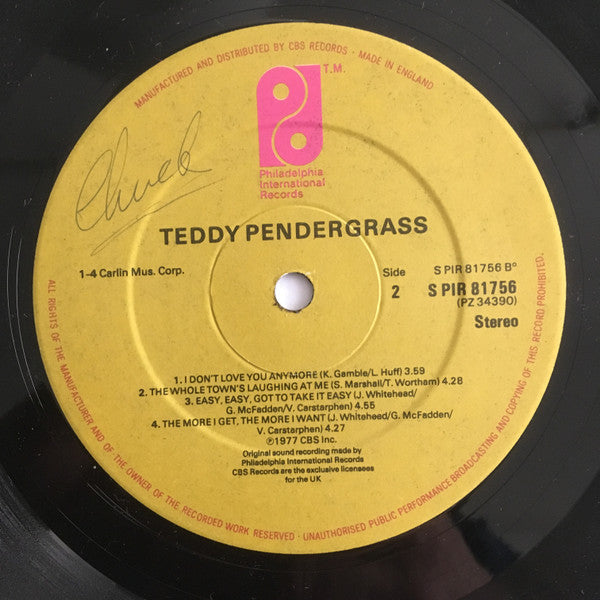 MANUFACTURED AND DISTRIBUTED BY CBS RECORDS · MADE IN ENGLAND
T.M.
Philadelphia
International
Records
Chuck
TEDDY PENDERGRASS
1-4 Carlin Mus. Corp.
Side
2
S PIR 81756 B°
S PIR 81756
(PZ 34390)
Stereo
1. I DON'T LOVE YOU ANYMORE (K. Gamble/L. Huff) 3.59
2. THE WHOLE TOWN'S LAUGHING AT ME (S. Marshall/T. Wortham) 4.28
3. EASY, EASY, GOT TO TAKE IT EASY (J. Whitehead/
G. McFadden/V. Carstarphen) 4.55
4. THE MORE I GET, THE MORE I WANT (J. Whitehead/G. McFadden/
V. Carstarphen) 4.27
℗1977 CBS Inc.
Original sound recording made by
Philadelphia International Records
CBS Records are the exclusive licensees
for the UK
ALL RIGHTS OF THE MANUFACTURER AND OF THE OWNER OF THE RECORDED WORK RESERVED · UNAUTHORISED PUBLIC PERFORMANCE BROADCASTING AND COPYING OF THIS RECORD PROHIBITED.